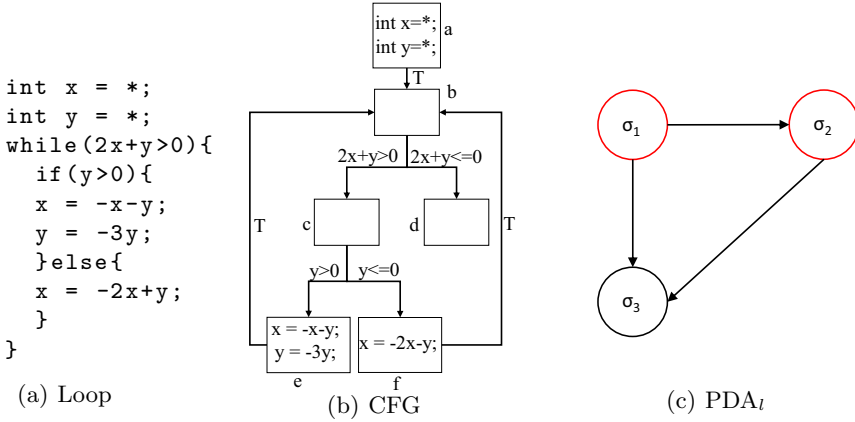 int x = *;
int y = *;
while(2x+y>0){
if(y>0){
x = -x-y;
y = -3y;
}else{
x = -2x+y;
}
}
(a) Loop
int x=*;
int y=*;
a
T
b
2x+y>0
2x+y<=0
c
d
T
T
y>0
y<=0
x = -x-y;
y = -3y;
x = -2x-y;
e
f
(b) CFG
σ1
σ2
σ3
(c) PDAl